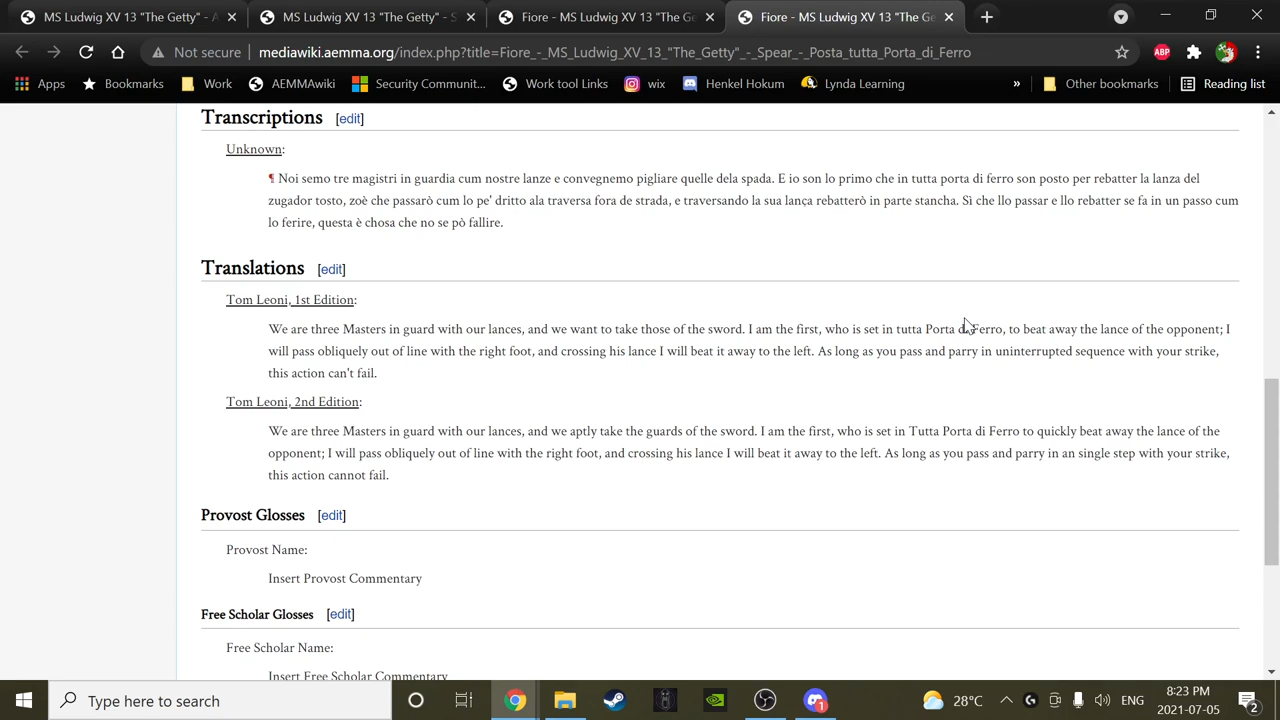 MS Ludwig XV 13 "The Getty" - A
MS Ludwig XV 13 "The Getty" - S
Fiore - MS Ludwig XV 13 "The Ge
Fiore - MS Ludwig XV 13 "The Ge
Not secure mediawiki.aemma.org/index.php?title=Fiore_-_MS_Ludwig_XV_13_"The_Getty"_-_Spear_-_Posta_tutta_Porta_di_Ferro ABP
Apps Bookmarks Work AEMMAwiki Security Communit... Work tool Links wix Henkel Hokum Lynda Learning » Other bookmarks Reading list
Transcriptions [edit]
Unknown:
¶ Noi semo tre magistri in guardia cum nostre lanze e convegnemo pigliare quelle dela spada. E io son lo primo che in tutta porta di ferro son posto per rebatter la lanza del
zugador tosto, zoè che passarò cum lo pe' dritto ala traversa fora de strada, e traversando la sua lança rebatterò in parte stancha. Sì che llo passar e llo rebatter se fa in un passo cum
lo ferire, questa è chosa che no se pò fallire.
Translations [edit]
Tom Leoni, 1st Edition:
We are three Masters in guard with our lances, and we want to take those of the sword. I am the first, who is set in tutta Porta di Ferro, to beat away the lance of the opponent; I
will pass obliquely out of line with the right foot, and crossing his lance I will beat it away to the left. As long as you pass and parry in uninterrupted sequence with your strike,
this action can't fail.
Tom Leoni, 2nd Edition:
We are three Masters in guard with our lances, and we aptly take the guards of the sword. I am the first, who is set in Tutta Porta di Ferro to quickly beat away the lance of the
opponent; I will pass obliquely out of line with the right foot, and crossing his lance I will beat it away to the left. As long as you pass and parry in an single step with your strike,
this action cannot fail.
Provost Glosses [edit]
Provost Name:
Insert Provost Commentary
Free Scholar Glosses [edit]
Free Scholar Name:
Insert Free Scholar Commentary
Type here to search 1 28°C ENG 8:23 PM
2021-07-05 2